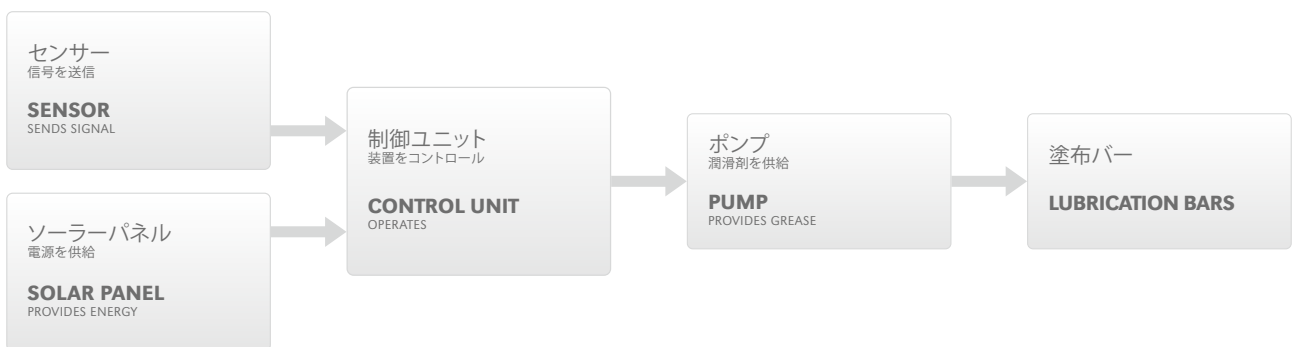 センサー
信号を送信
SENSOR
SENDS SIGNAL
ソーラーパネル
電源を供給
SOLAR PANEL
PROVIDES ENERGY
制御ユニット
装置をコントロール
CONTROL UNIT
OPERATES
ポンプ
潤滑剤を供給
PUMP
PROVIDES GREASE
塗布バー
LUBRICATION BARS